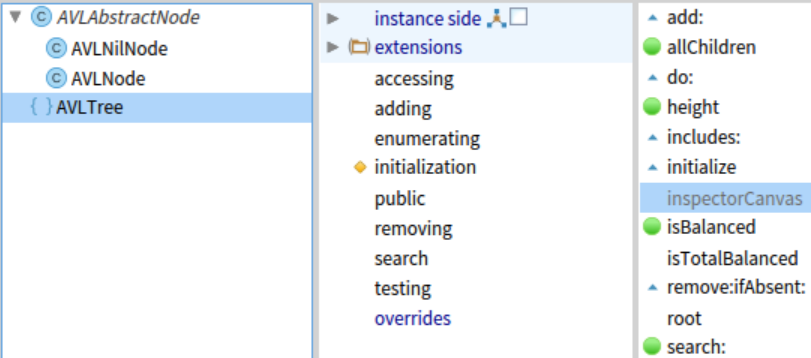 AVLAbstractNode
AVLNilNode
AVLNode
{ } AVLTree
instance side
extensions
accessing
adding
enumerating
initialization
public
removing
search
testing
overrides
add:
allChildren
do:
height
includes:
initialize
inspectorCanvas
isBalanced
isTotalBalanced
remove:ifAbsent:
root
search: